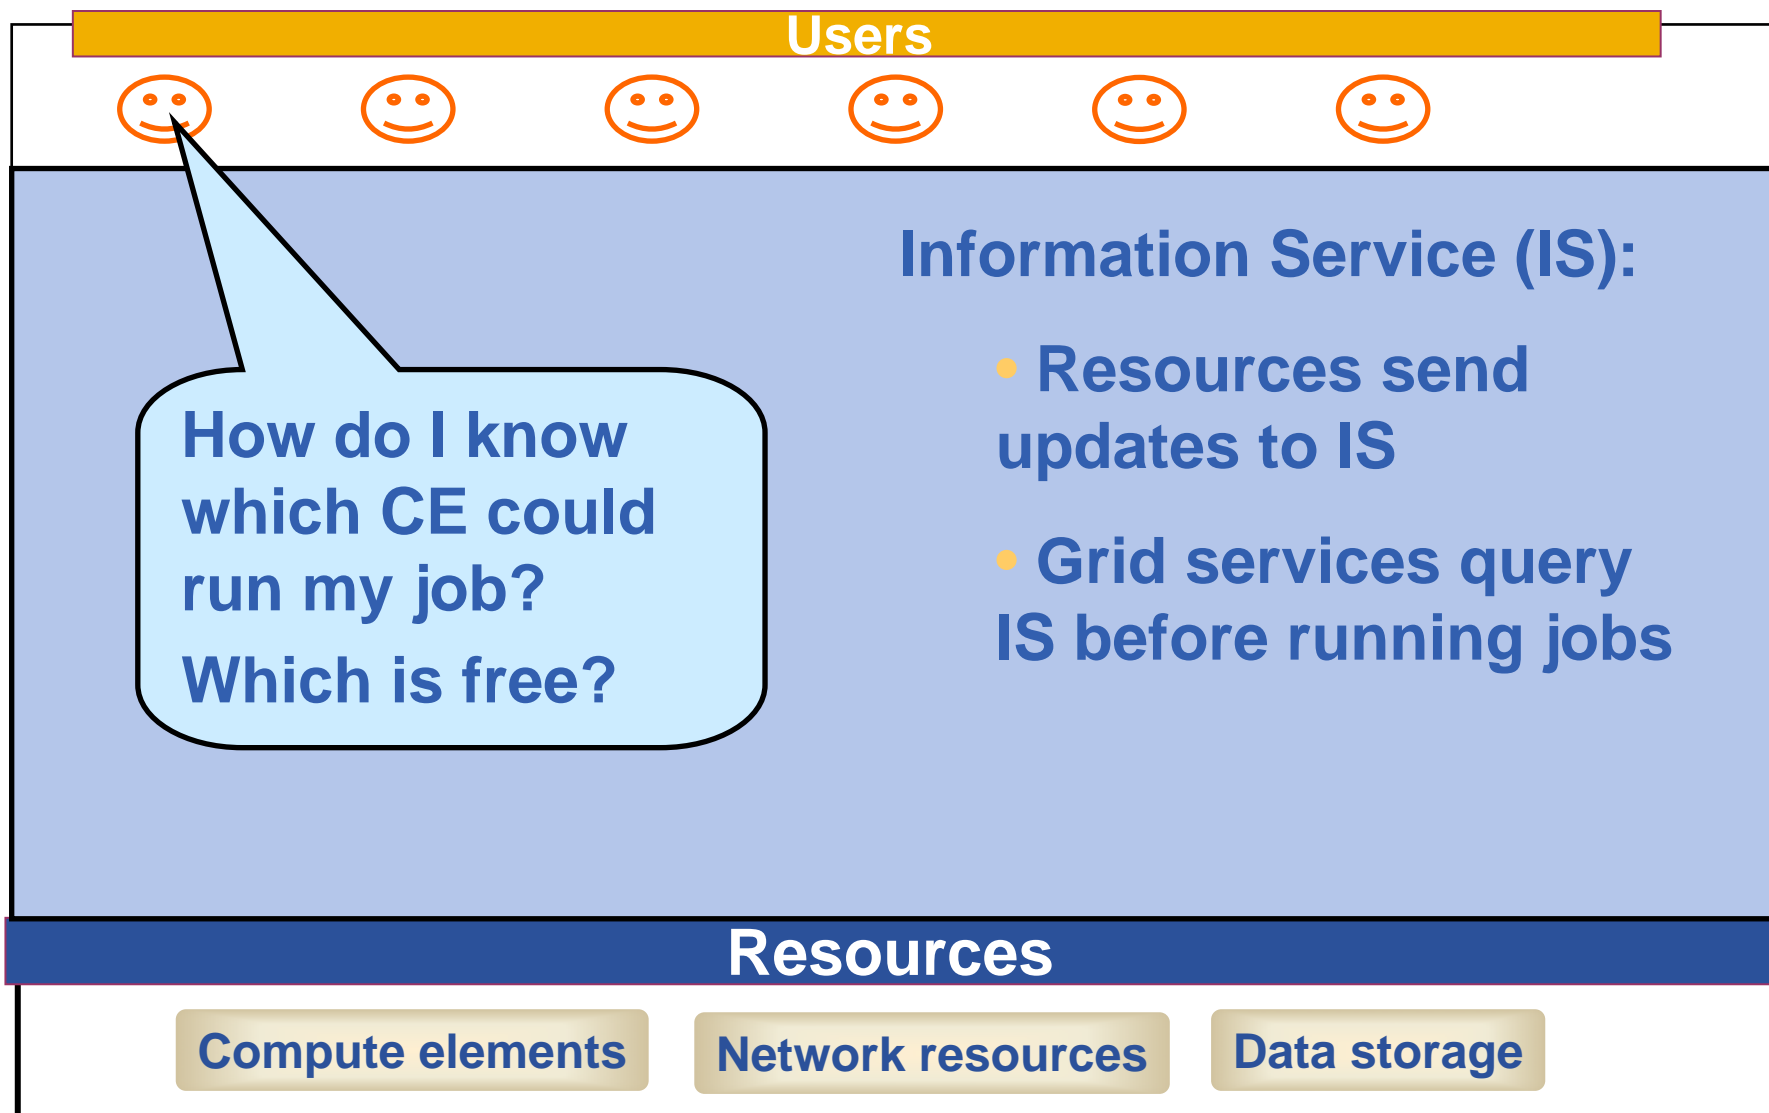 Users
How do I know
which CE could
run my job?
Which is free?
Information Service (IS):
• Resources send
updates to IS
• Grid services query
IS before running jobs
Resources
Compute elements
Network resources
Data storage